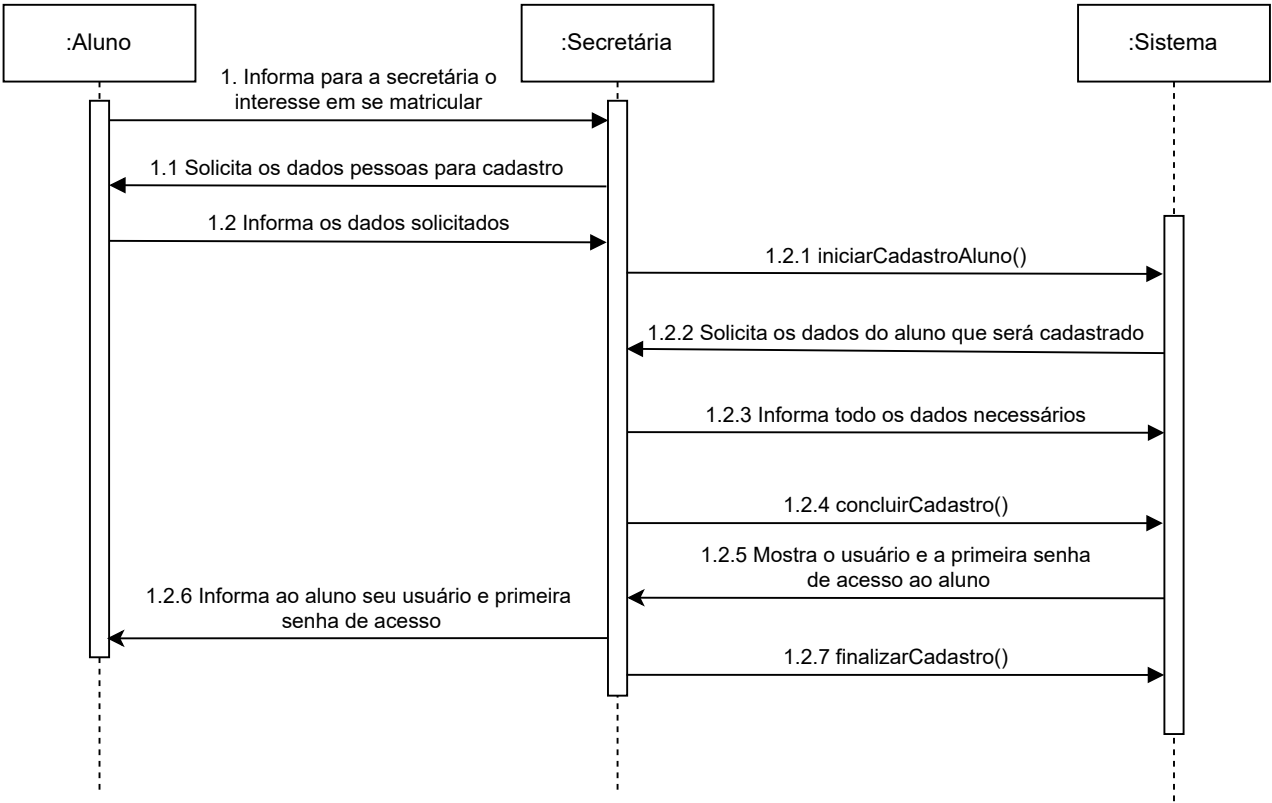 :Aluno
:Secretária
:Sistema
1. Informa para a secretária o
interesse em se matricular
1.1 Solicita os dados pessoas para cadastro
1.2 Informa os dados solicitados
1.2.1 iniciarCadastroAluno()
1.2.2 Solicita os dados do aluno que será cadastrado
1.2.3 Informa todo os dados necessários
1.2.4 concluirCadastro()
1.2.5 Mostra o usuário e a primeira senha
de acesso ao aluno
1.2.6 Informa ao aluno seu usuário e primeira
senha de acesso
1.2.7 finalizarCadastro()